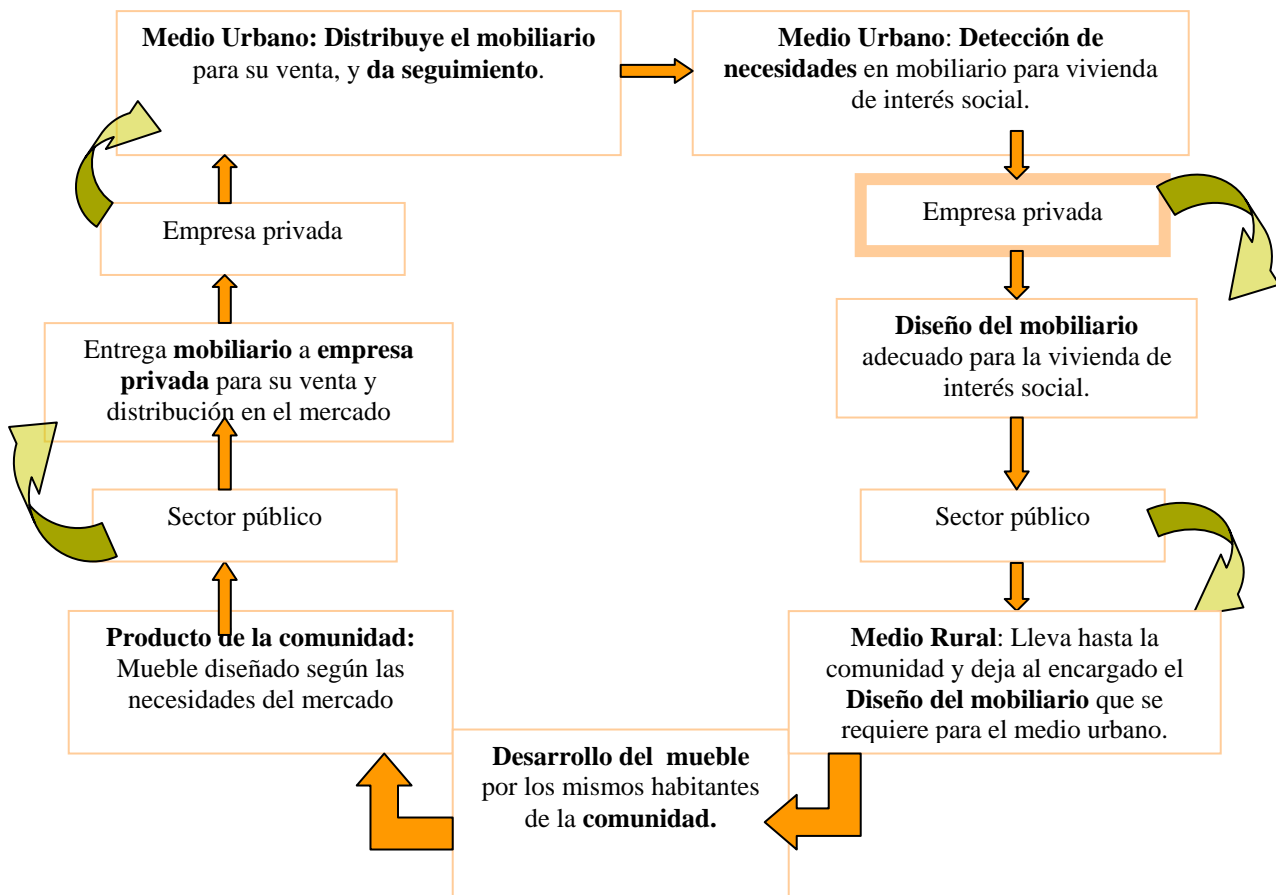 Medio Urbano: Distribuye el mobiliario
para su venta, y da seguimiento.
Medio Urbano: Detección de
necesidades en mobiliario para vivienda
de interés social.
Empresa privada
Diseño del mobiliario
adecuado para la vivienda de
interés social.
Sector público
Medio Rural: Lleva hasta la
comunidad y deja al encargado el
Diseño del mobiliario que se
requiere para el medio urbano.
Desarrollo del mueble
por los mismos habitantes
de la comunidad.
Producto de la comunidad:
Mueble diseñado según las
necesidades del mercado
Sector público
Entrega mobiliario a empresa
privada para su venta y
distribución en el mercado
Empresa privada